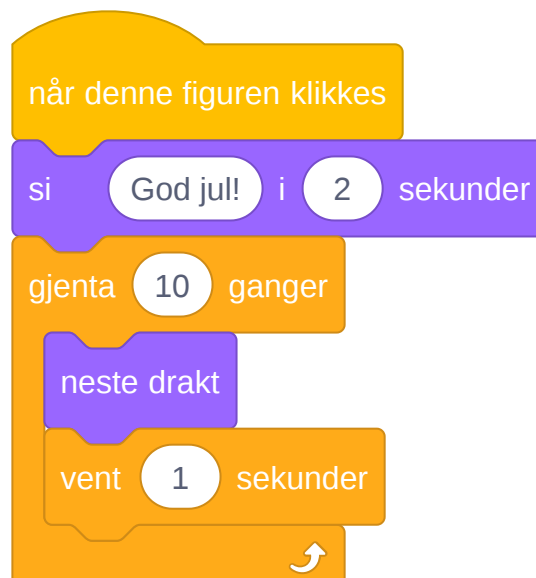 når denne figuren klikkes
si God jul! i 2 sekunder
gjenta 10 ganger
neste drakt
vent 1 sekunder